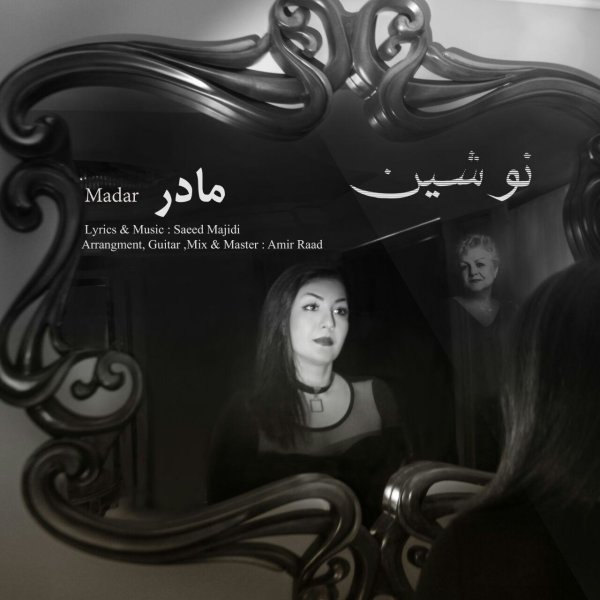 نوشین
مادر
Madar
Lyrics & Music : Saeed Majidi
Arrangment, Guitar ,Mix & Master : Amir Raad